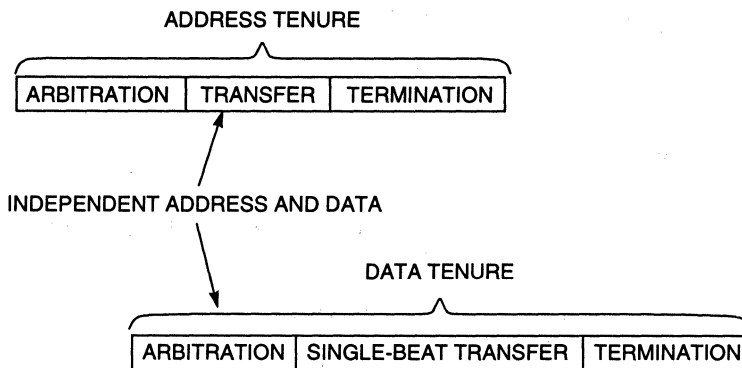 ADDRESS TENURE
ARBITRATION TRANSFER TERMINATION
INDEPENDENT ADDRESS AND DATA
DATA TENURE
ARBITRATION SINGLE-BEAT TRANSFER TERMINATION